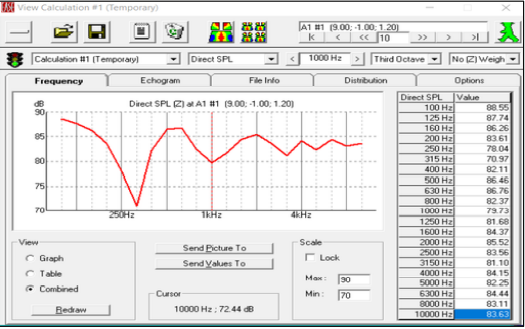 View Calculation #1 (Temporary)
A1 #1 (9.00; -1.00; 1.20)
|< < << 10 >> > >|
Calculation #1 (Temporary) Direct SPL < 1000 Hz > Third Octave No (Z) Weigh
Frequency Echogram File Info Distribution Options
dB Direct SPL (Z) at A1 #1 (9.00; -1.00; 1.20)
90
85
80
75
70
250Hz 1kHz 4kHz
Direct SPL Value
100 Hz 88.55
125 Hz 87.74
160 Hz 86.26
200 Hz 83.61
250 Hz 78.04
315 Hz 70.97
400 Hz 82.11
500 Hz 86.46
630 Hz 86.76
800 Hz 82.37
1000 Hz 79.73
1250 Hz 81.68
1600 Hz 84.37
2000 Hz 85.52
2500 Hz 83.56
3150 Hz 81.10
4000 Hz 84.15
5000 Hz 82.25
6300 Hz 84.44
8000 Hz 83.11
10000 Hz 83.63
View
Graph
Table
Combined
Redraw
Send Picture To
Send Values To
Cursor
10000 Hz ; 72.44 dB
Scale
Lock
Max: 90
Min: 70